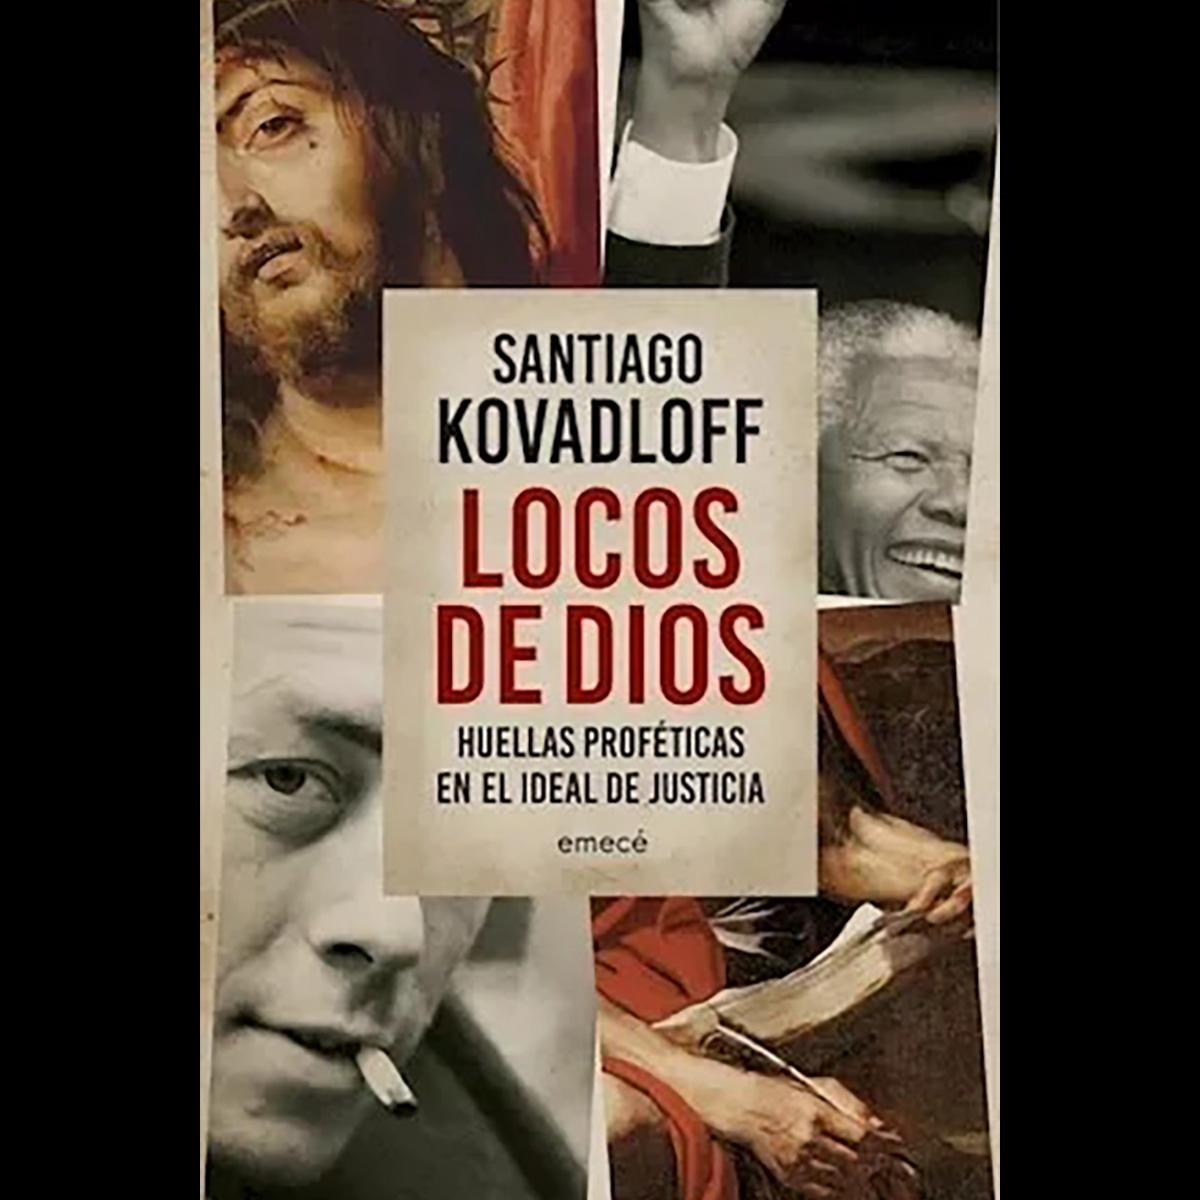 SANTIAGO
KOVADLOFF
LOCOS
DE DIOS
HUELLAS PROFÉTICAS
EN EL IDEAL DE JUSTICIA
emecé